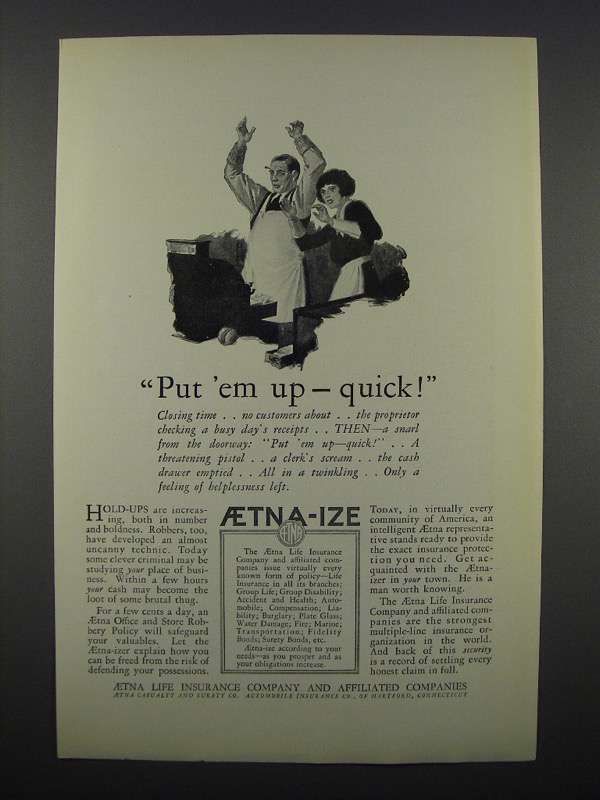 “Put ’em up — quick!”
Closing time . . no customers about . . the proprietor
checking a busy day's receipts . . THEN—a snarl
from the doorway: "Put 'em up—quick!" . . A
threatening pistol . . a clerk's scream . . the cash
drawer emptied . . All in a twinkling . . Only a
feeling of helplessness left.
HOLD-UPS are increas-
ing, both in number
and boldness. Robbers, too,
have developed an almost
uncanny technic. Today
some clever criminal may be
studying your place of busi-
ness. Within a few hours
your cash may become the
loot of some brutal thug.
For a few cents a day, an
Ætna Office and Store Rob-
bery Policy will safeguard
your valuables. Let the
Ætna-izer explain how you
can be freed from the risk of
defending your possessions.
ÆTNA-IZE
The Ætna Life Insurance
Company and affiliated com-
panies issue virtually every
known form of policy—Life
Insurance in all its branches;
Group Life; Group Disability;
Accident and Health; Auto-
mobile; Compensation; Lia-
bility; Burglary; Plate Glass;
Water Damage; Fire; Marine;
Transportation; Fidelity
Bonds; Surety Bonds, etc.
Ætna-ize according to your
needs—as you prosper and as
your obligations increase.
TODAY, in virtually every
community of America, an
intelligent Ætna representa-
tive stands ready to provide
the exact insurance protec-
tion you need. Get ac-
quainted with the Ætna-
izer in your town. He is a
man worth knowing.
The Ætna Life Insurance
Company and affiliated com-
panies are the strongest
multiple-line insurance or-
ganization in the world.
And back of this security
is a record of settling every
honest claim in full.
ÆTNA LIFE INSURANCE COMPANY AND AFFILIATED COMPANIES
ÆTNA CASUALTY AND SURETY CO. AUTOMOBILE INSURANCE CO., OF HARTFORD, CONNECTICUT